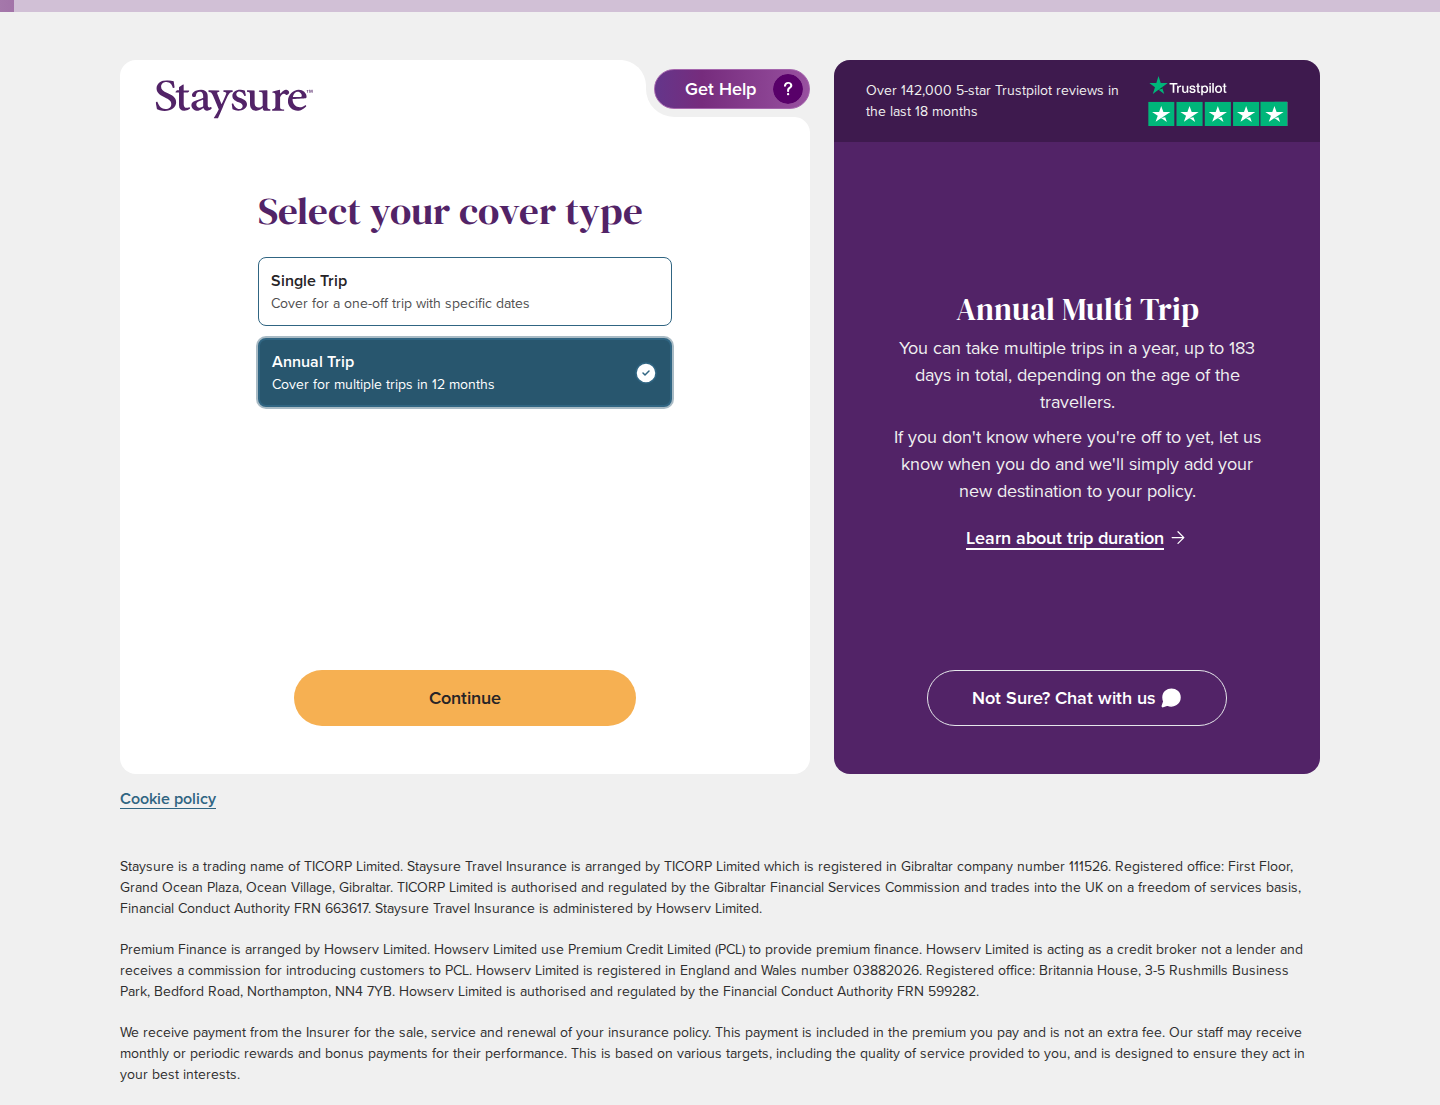 Staysure™
Get Help ?
Select your cover type
Single Trip
Cover for a one-off trip with specific dates
Annual Trip
Cover for multiple trips in 12 months
Continue
Over 142,000 5-star Trustpilot reviews in
the last 18 months
Trustpilot
Annual Multi Trip
You can take multiple trips in a year, up to 183
days in total, depending on the age of the
travellers.
If you don't know where you're off to yet, let us
know when you do and we'll simply add your
new destination to your policy.
Learn about trip duration
Not Sure? Chat with us
Cookie policy
Staysure is a trading name of TICORP Limited. Staysure Travel Insurance is arranged by TICORP Limited which is registered in Gibraltar company number 111526. Registered office: First Floor,
Grand Ocean Plaza, Ocean Village, Gibraltar. TICORP Limited is authorised and regulated by the Gibraltar Financial Services Commission and trades into the UK on a freedom of services basis,
Financial Conduct Authority FRN 663617. Staysure Travel Insurance is administered by Howserv Limited.
Premium Finance is arranged by Howserv Limited. Howserv Limited use Premium Credit Limited (PCL) to provide premium finance. Howserv Limited is acting as a credit broker not a lender and
receives a commission for introducing customers to PCL. Howserv Limited is registered in England and Wales number 03882026. Registered office: Britannia House, 3-5 Rushmills Business
Park, Bedford Road, Northampton, NN4 7YB. Howserv Limited is authorised and regulated by the Financial Conduct Authority FRN 599282.
We receive payment from the Insurer for the sale, service and renewal of your insurance policy. This payment is included in the premium you pay and is not an extra fee. Our staff may receive
monthly or periodic rewards and bonus payments for their performance. This is based on various targets, including the quality of service provided to you, and is designed to ensure they act in
your best interests.